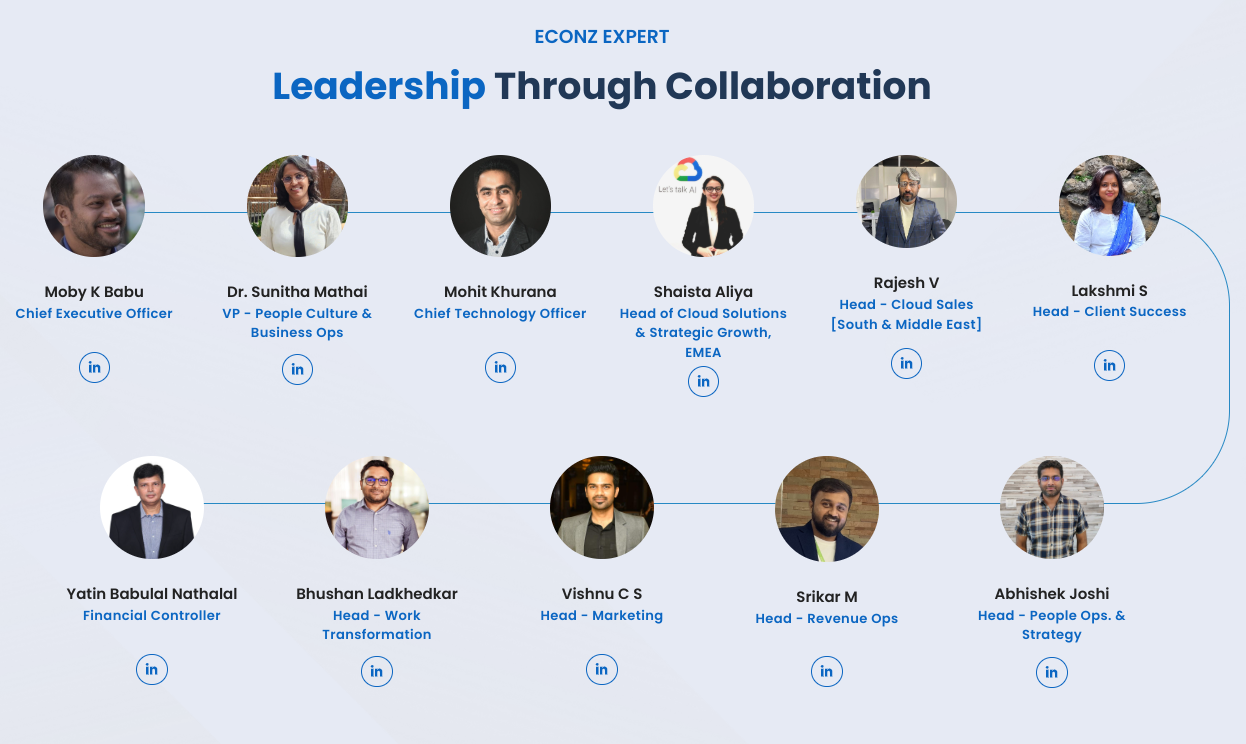 ECONZ EXPERT
Leadership Through Collaboration
Let's talk AI
Moby K Babu
Chief Executive Officer
in
Dr. Sunitha Mathai
VP - People Culture &
Business Ops
in
Mohit Khurana
Chief Technology Officer
in
Shaista Aliya
Head of Cloud Solutions
& Strategic Growth,
EMEA
in
Rajesh V
Head - Cloud Sales
[South & Middle East]
in
Lakshmi S
Head - Client Success
in
Yatin Babulal Nathalal
Financial Controller
in
Bhushan Ladkhedkar
Head - Work
Transformation
in
Vishnu C S
Head - Marketing
in
Srikar M
Head - Revenue Ops
in
Abhishek Joshi
Head - People Ops. &
Strategy
in